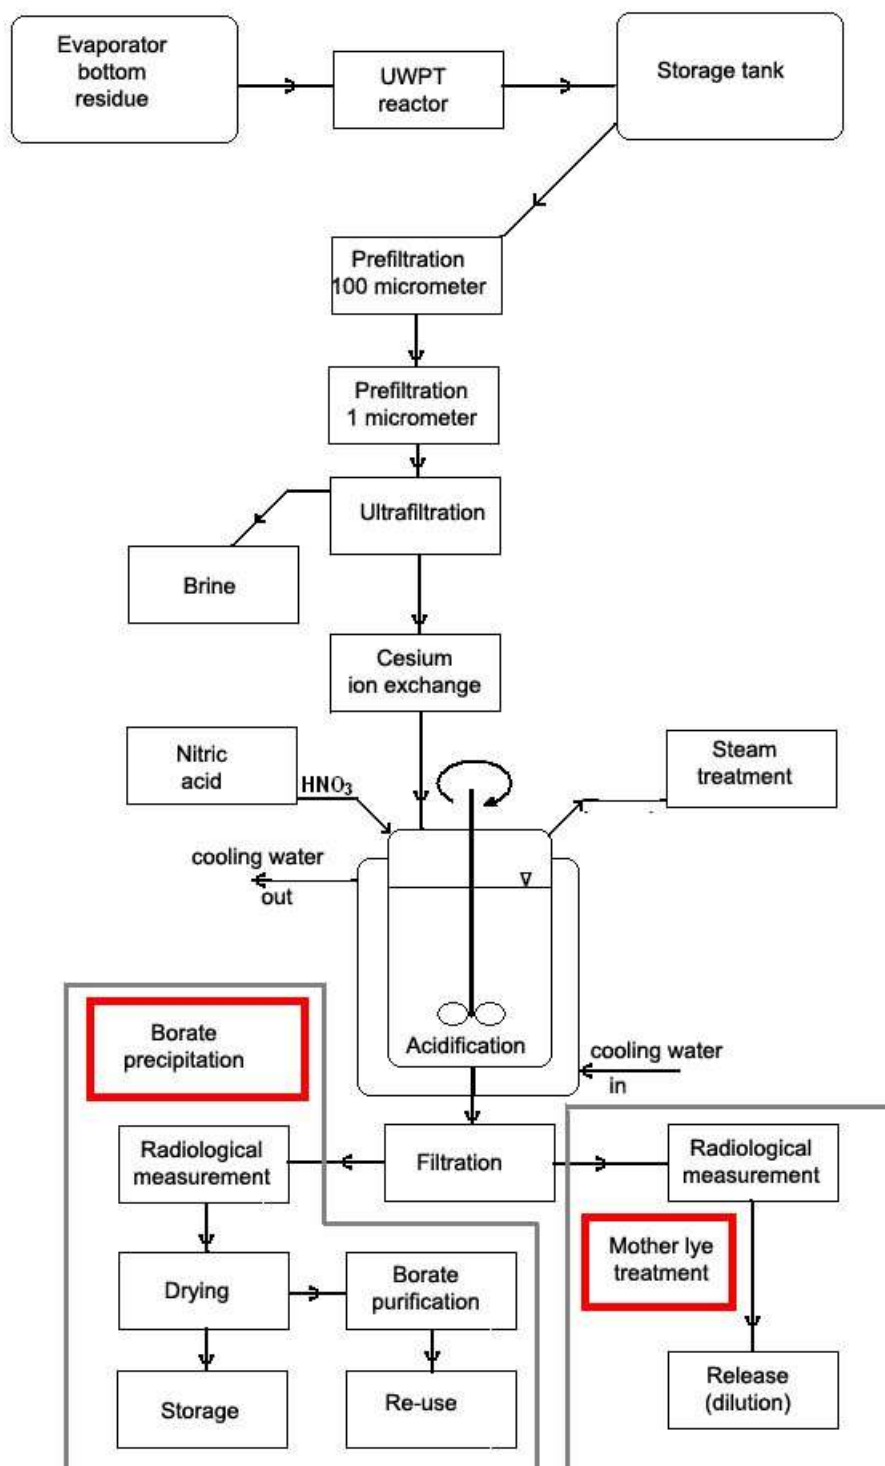 Evaporator
bottom
residue
UWPT
reactor
Storage tank
Prefiltration
100 micrometer
Prefiltration
1 micrometer
Ultrafiltration
Brine
Cesium
ion exchange
Nitric
acid
HNO₃
Steam
treatment
cooling water
out
Acidification
cooling water
in
Borate
precipitation
Radiological
measurement
Filtration
Radiological
measurement
Mother lye
treatment
Drying
Borate
purification
Storage
Re-use
Release
(dilution)